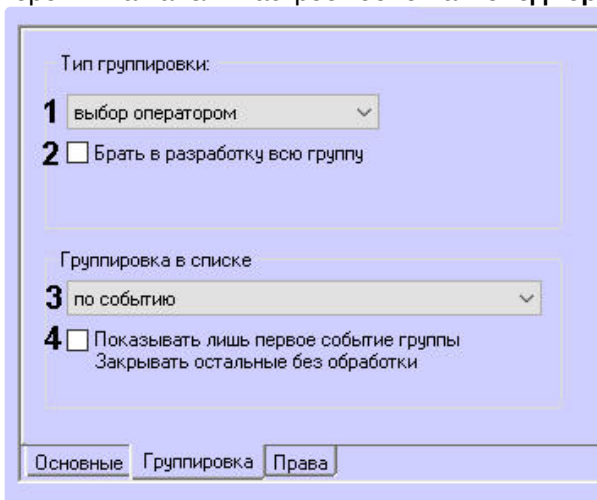 Тип группировки:
1 выбор оператором
2 Брать в разработку всю группу
Группировка в списке
3 по событию
4 Показывать лишь первое событие группы
Закрывать остальные без обработки
Основные Группировка Права